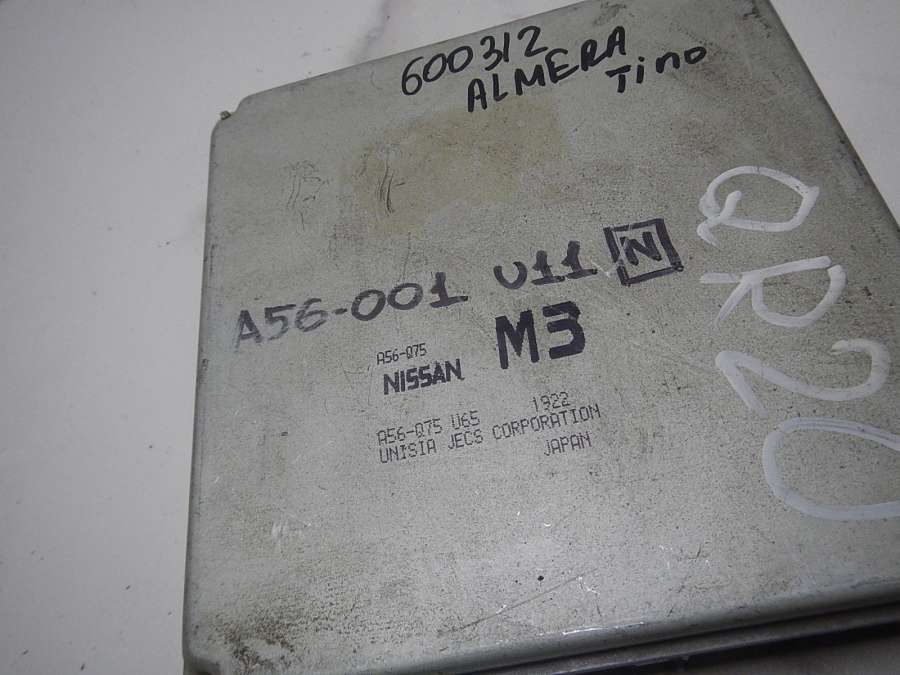 600312
ALMERA Tino
QR20
A56-001 U11 N
M3
A56-Q75
NISSAN
A56-Q75 U65 1922
UNISIA JECS CORPORATION
JAPAN